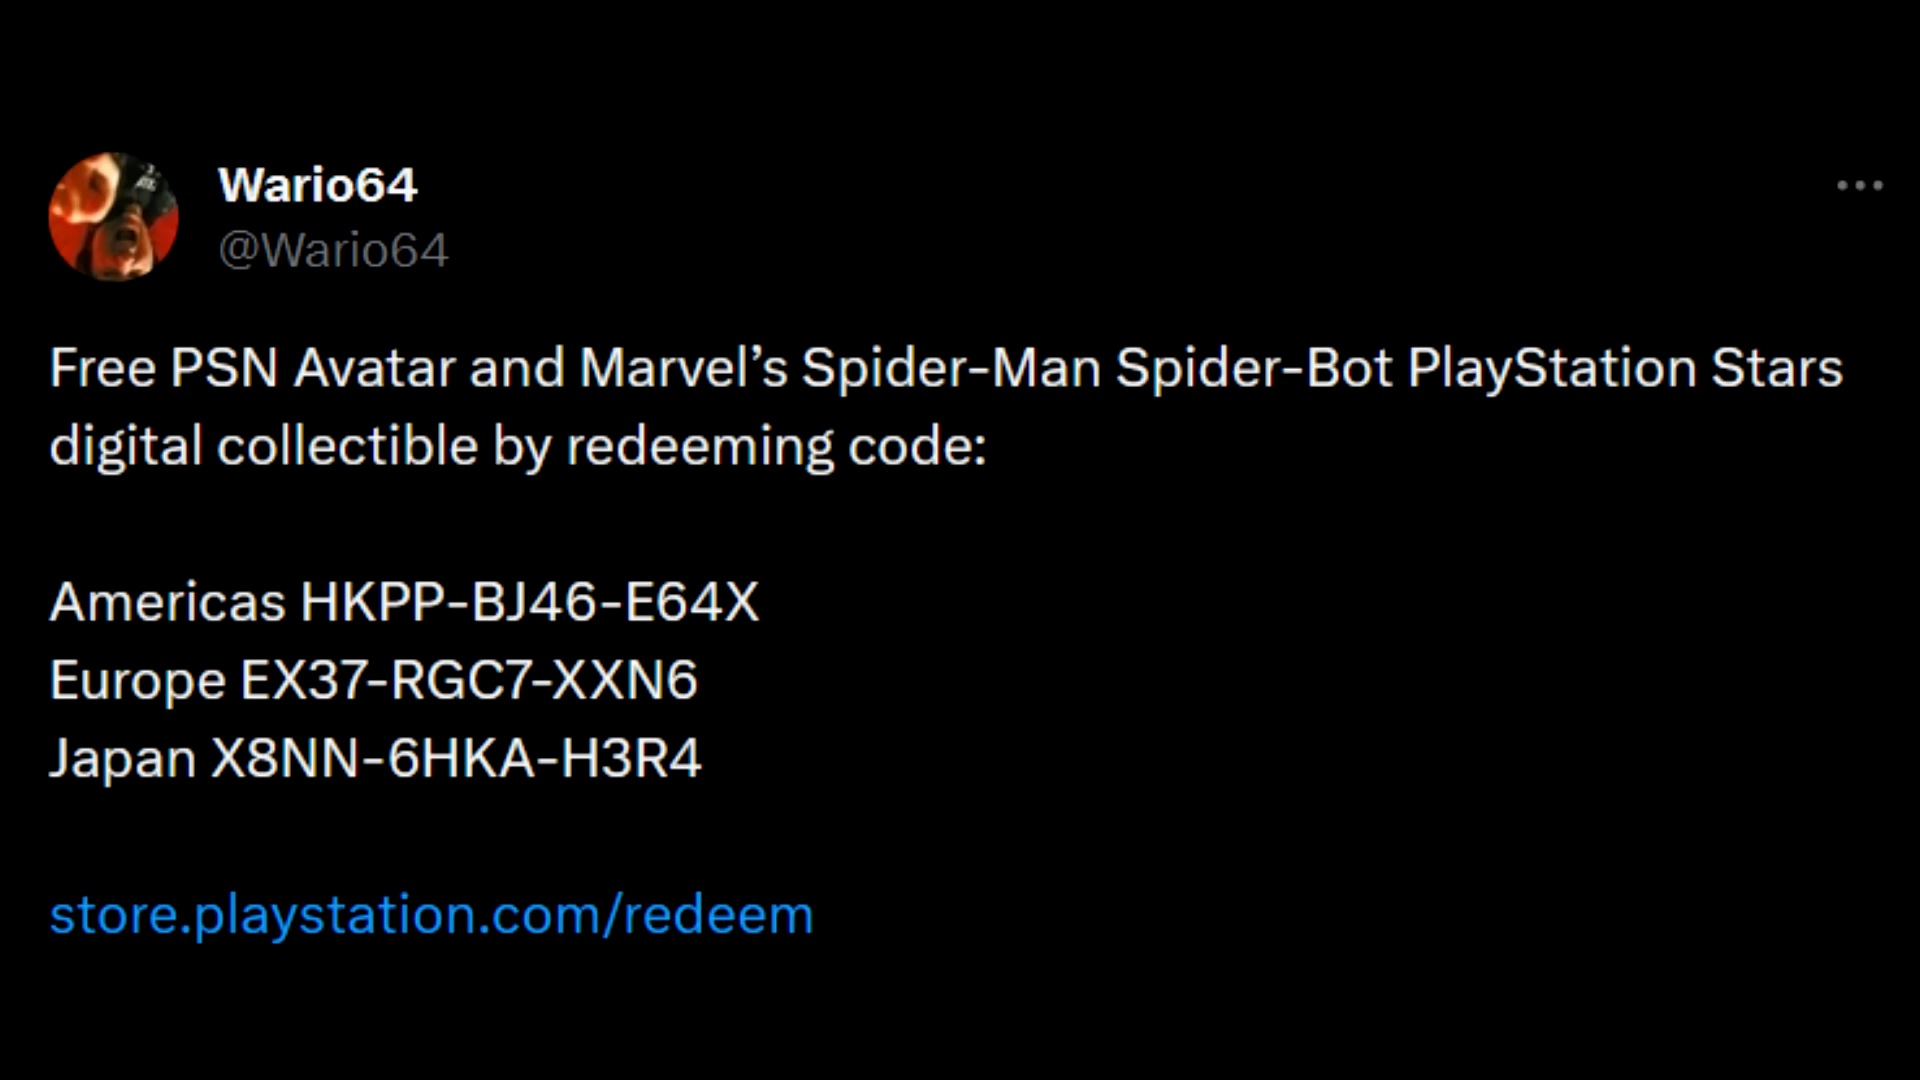 Wario64
@Wario64
Free PSN Avatar and Marvel’s Spider-Man Spider-Bot PlayStation Stars
digital collectible by redeeming code:
Americas HKPP-BJ46-E64X
Europe EX37-RGC7-XXN6
Japan X8NN-6HKA-H3R4
store.playstation.com/redeem